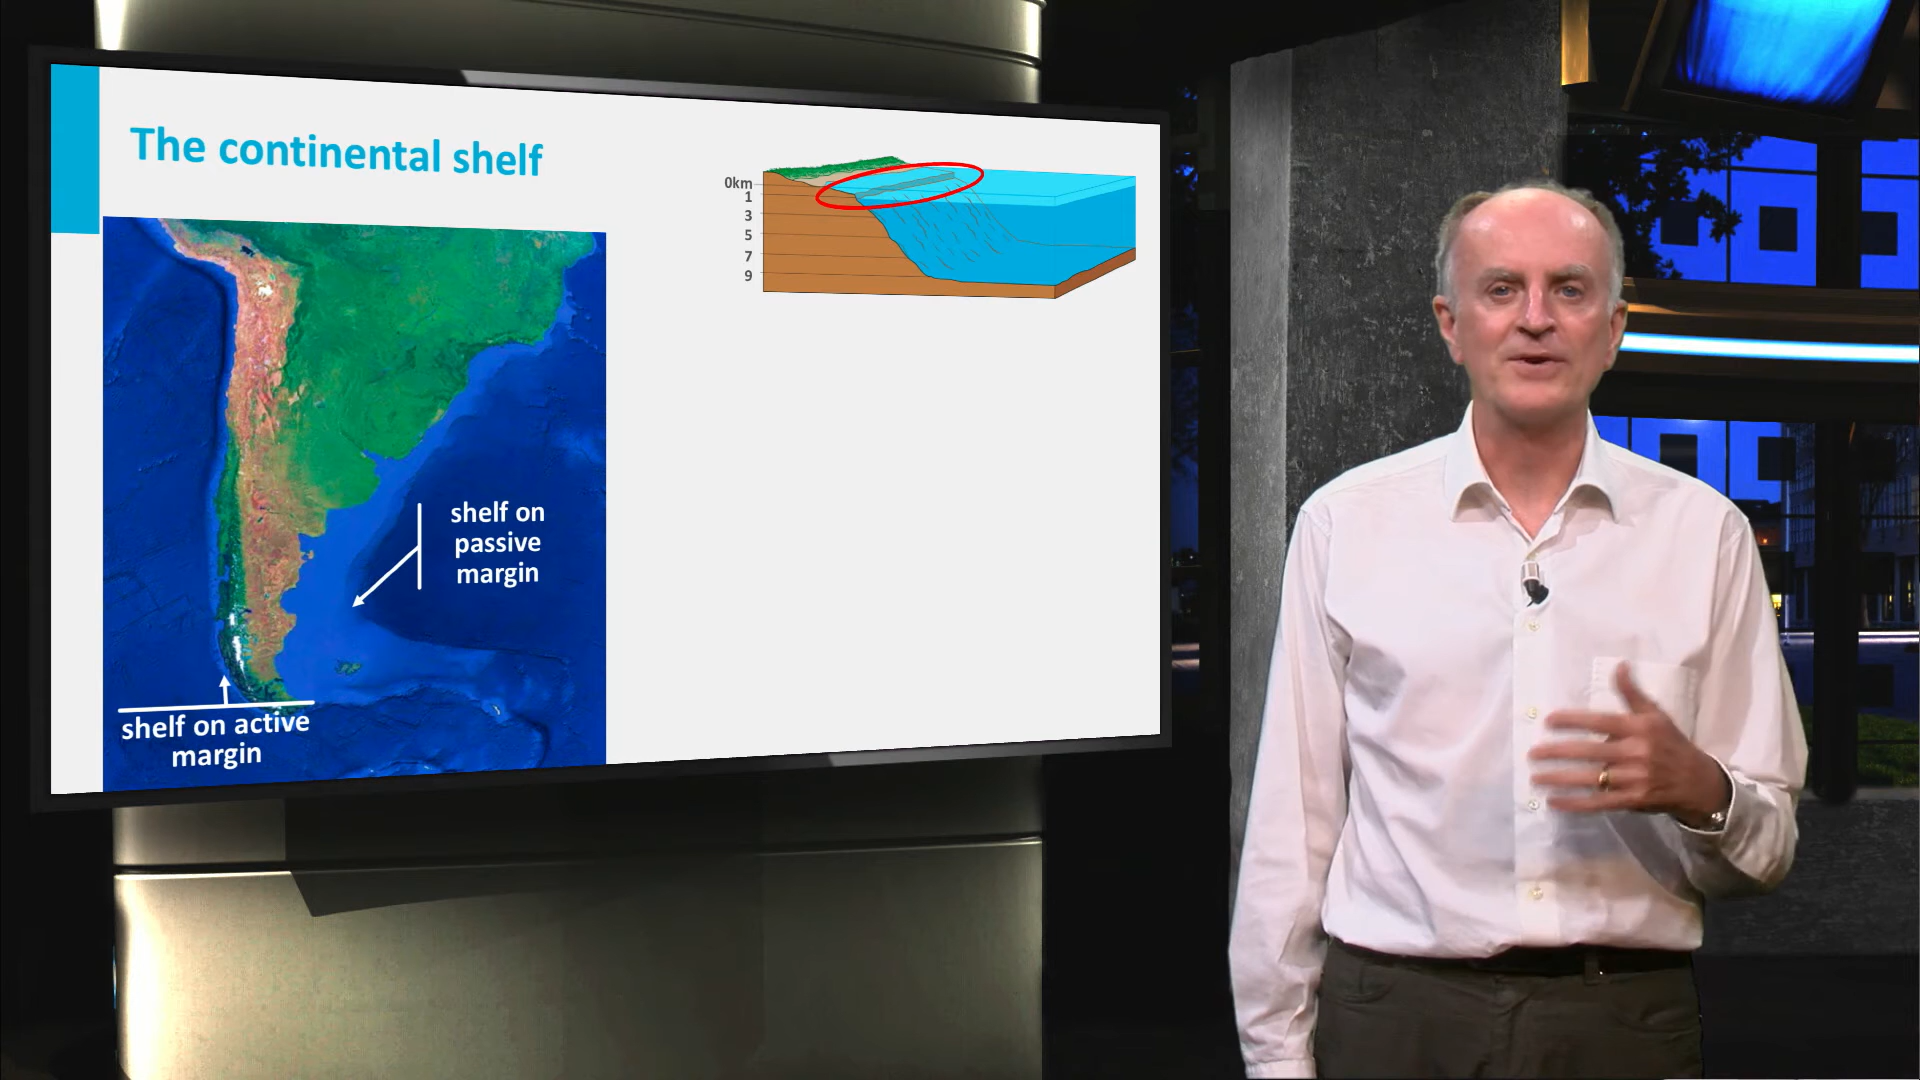 The continental shelf
0km
1
3
5
7
9
shelf on
passive
margin
shelf on active
margin